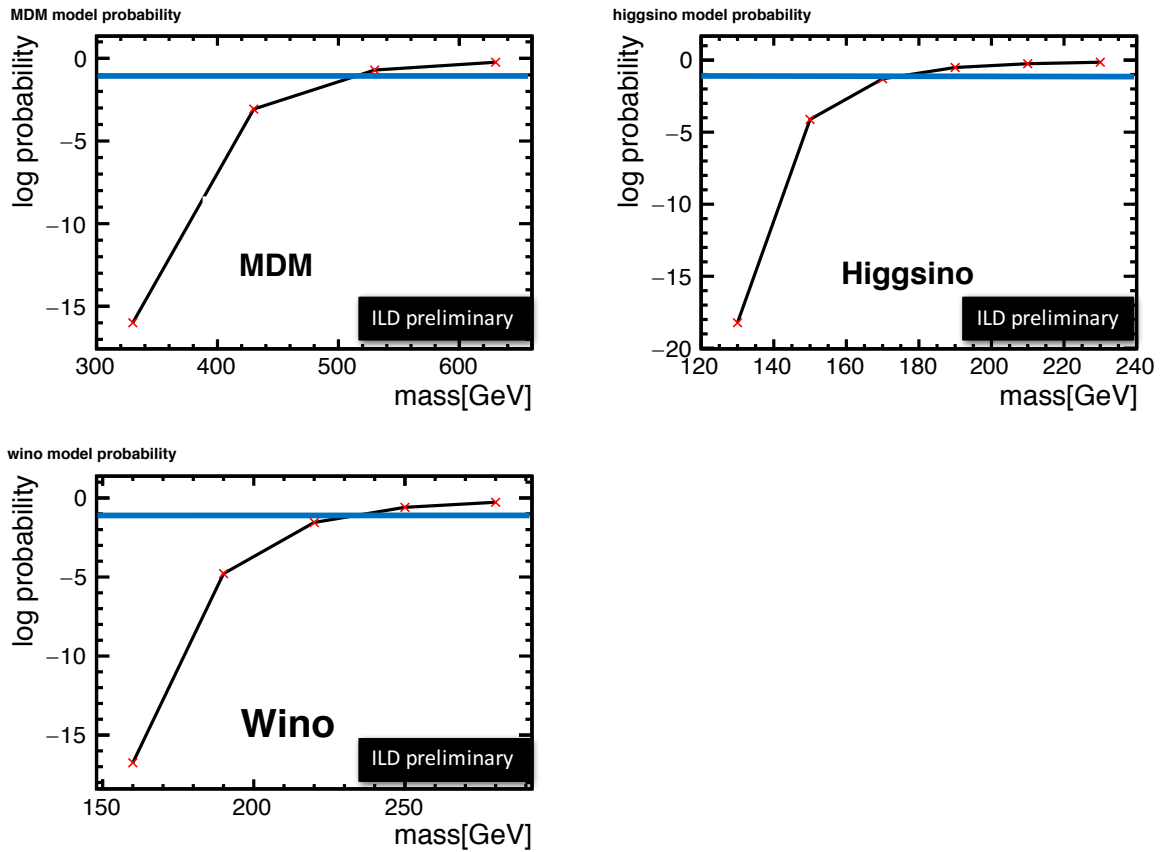 MDM model probability
log probability
0
−5
−10
−15
MDM
ILD preliminary
300 400 500 600
mass[GeV]
higgsino model probability
log probability
0
−5
−10
−15
−20
Higgsino
ILD preliminary
120 140 160 180 200 220 240
mass[GeV]
wino model probability
log probability
0
−5
−10
−15
Wino
ILD preliminary
150 200 250
mass[GeV]